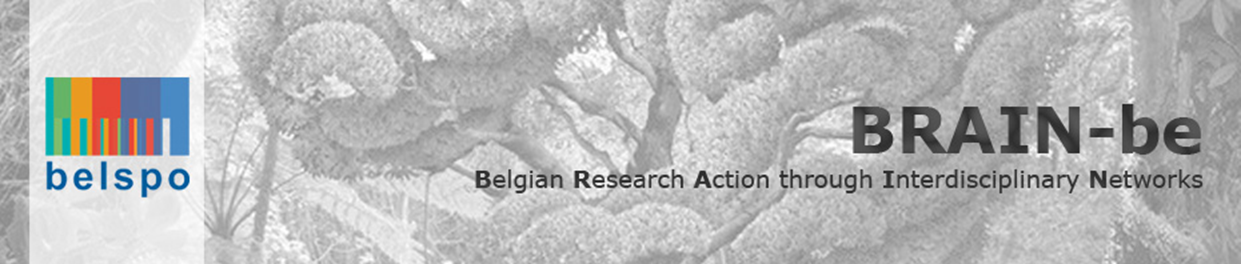 belspo
BRAIN-be
Belgian Research Action through Interdisciplinary Networks